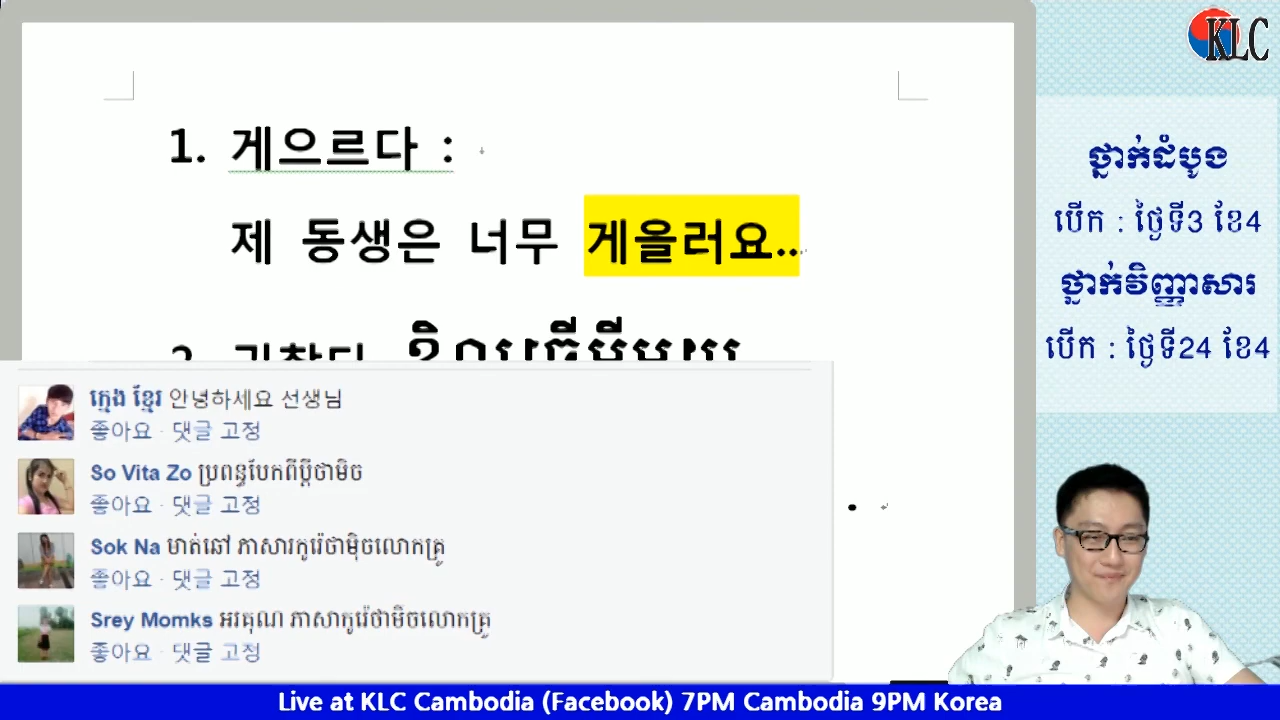 KLC
1. 게으르다 :
제 동생은 너무 게을러요..
ថ្នាក់ដំបូង
បើក : ថ្ងៃទី3 ខែ4
ថ្នាក់វិញ្ញាសារ
បើក : ថ្ងៃទី24 ខែ4
ក្មេង ខ្មែរ 안녕하세요 선생님
좋아요 · 댓글 고정
So Vita Zo ប្រពន្ធបែកពីប្ដីថាមិច
좋아요 · 댓글 고정
Sok Na មាត់ឆៅ ភាសារកូរ៉េថាម៉ិចលោកគ្រូ
좋아요 · 댓글 고정
Srey Momks អរគុណ ភាសាកូរ៉េថាមិចលោកគ្រូ
좋아요 · 댓글 고정
Live at KLC Cambodia (Facebook) 7PM Cambodia 9PM Korea